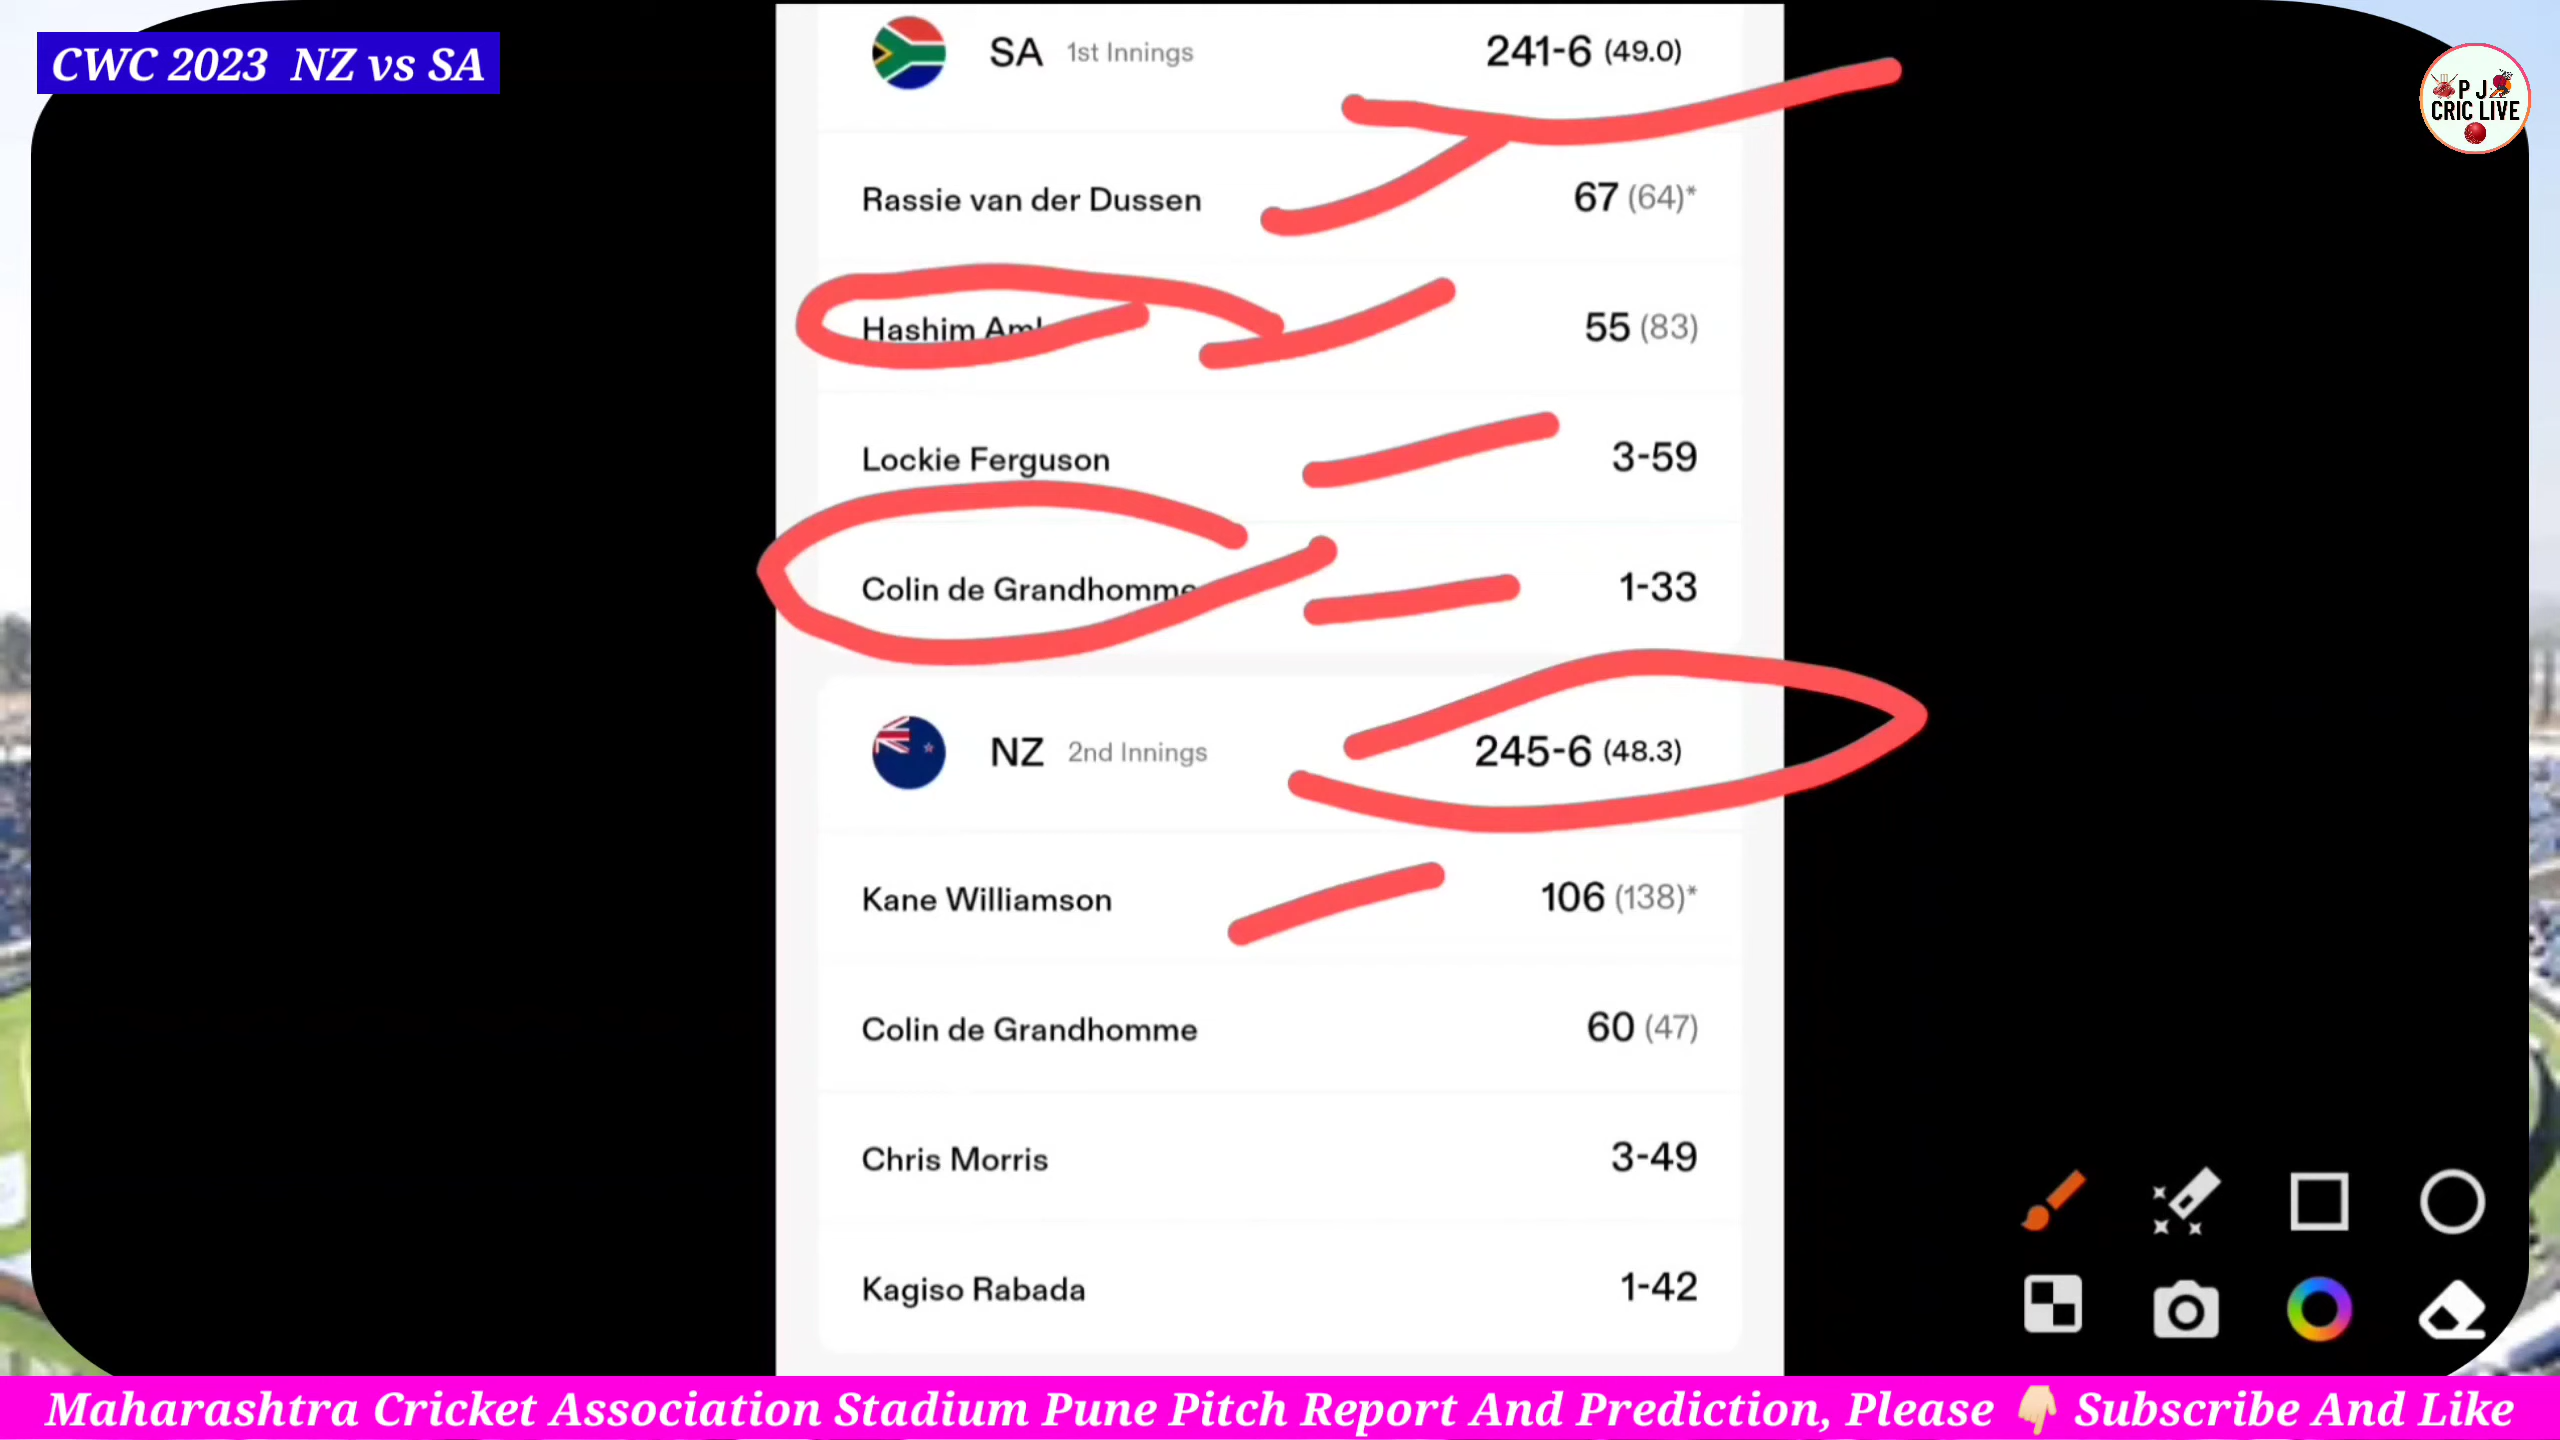 CWC 2023 NZ vs SA
P J
CRIC LIVE
SA 1st Innings 241-6 (49.0)
Rassie van der Dussen 67 (64)*
Hashim 55 (83)
Lockie Ferguson 3-59
Colin de Grandhomme 1-33
NZ 2nd Innings 245-6 (48.3)
Kane Williamson 106 (138)*
Colin de Grandhomme 60 (47)
Chris Morris 3-49
Kagiso Rabada 1-42
Maharashtra Cricket Association Stadium Pune Pitch Report And Prediction, Please 👇 Subscribe And Like